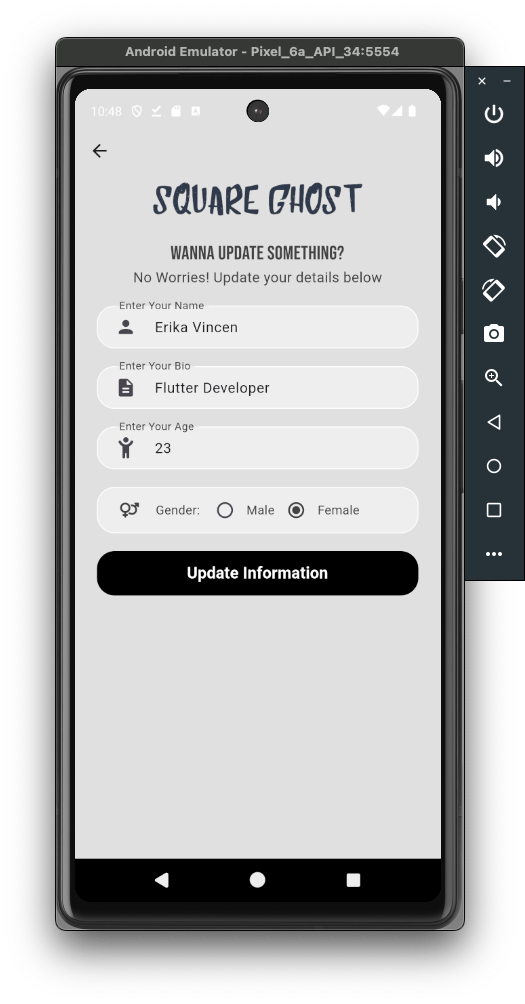 Android Emulator - Pixel_6a_API_34:5554
10:48
SQUARE GHOST
WANNA UPDATE SOMETHING?
No Worries! Update your details below
Enter Your Name
Erika Vincen
Enter Your Bio
Flutter Developer
Enter Your Age
23
Gender: Male Female
Update Information